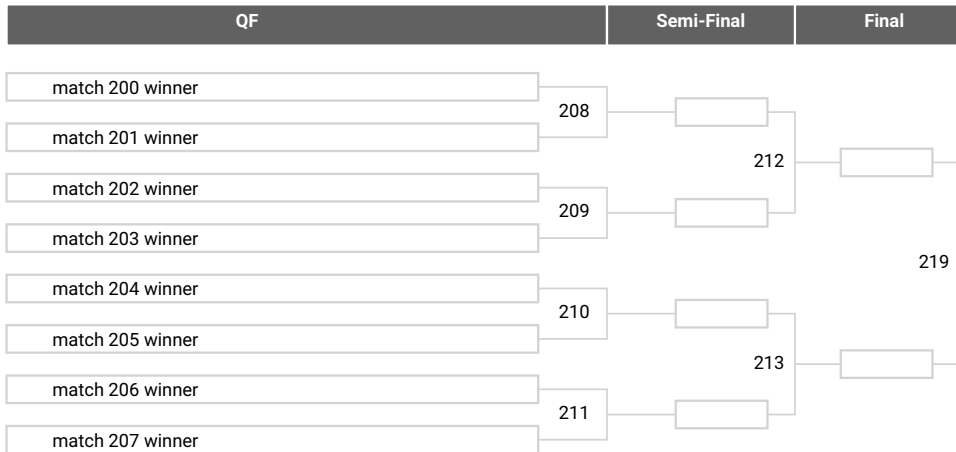 QF Semi-Final Final
match 200 winner
208
match 201 winner
212
match 202 winner
209
match 203 winner
219
match 204 winner
210
match 205 winner
213
match 206 winner
211
match 207 winner